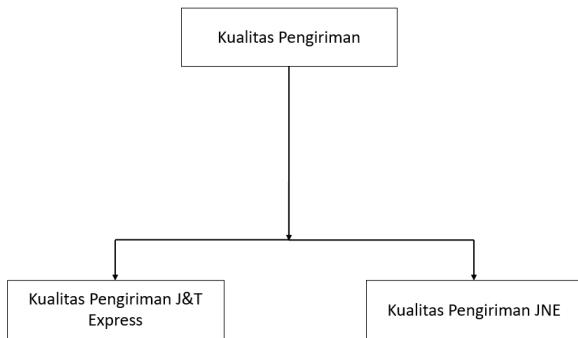 Kualitas Pengiriman
Kualitas Pengiriman J&T
Express
Kualitas Pengiriman JNE